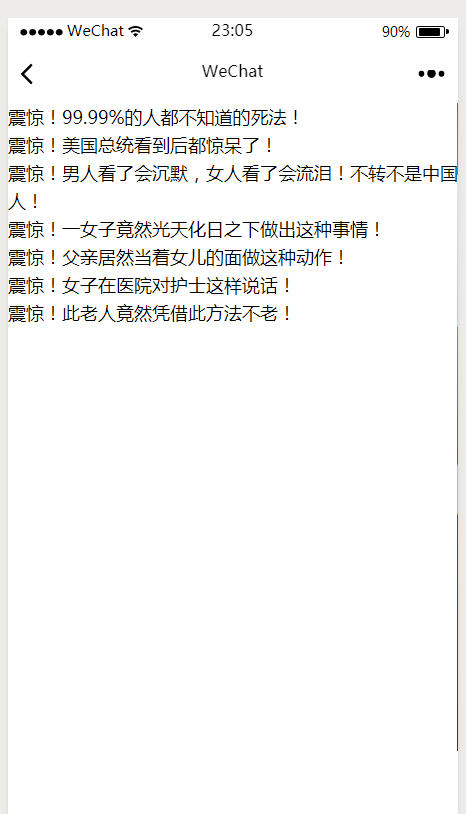 WeChat 23:05 90%
WeChat
震惊！99.99%的人都不知道的死法！
震惊！美国总统看到后都惊呆了！
震惊！男人看了会沉默，女人看了会流泪！不转不是中国
人！
震惊！一女子竟然光天化日之下做出这种事情！
震惊！父亲居然当着女儿的面做这种动作！
震惊！女子在医院对护士这样说话！
震惊！此老人竟然凭借此方法不老！